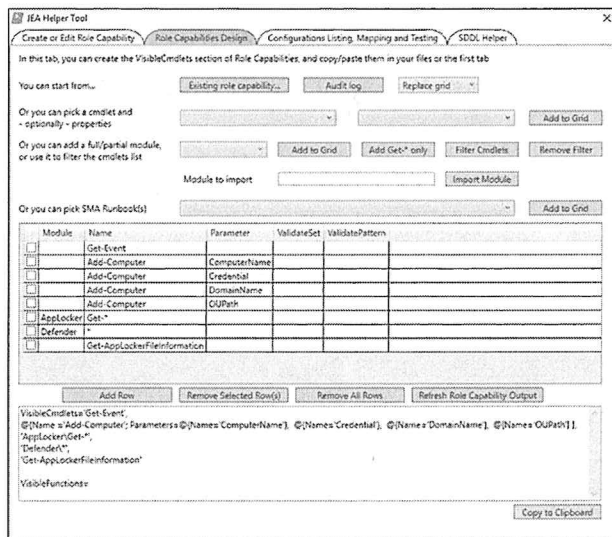 JEA Helper Tool
Create or Edit Role Capability
Role Capabilities Design
Configurations Listing, Mapping and Testing
SDDL Helper
In this tab, you can create the VisibleCmdlets section of Role Capabilities, and copy/paste them in your files or the first tab
You can start from... Existing role capability... Audit log Replace grid
Or you can pick a cmdlet and
- optionally - properties
Add to Grid
Or you can add a full/partial module,
or use it to filter the cmdlets list
Add to Grid Add Get-* only Filter Cmdlets Remove Filter
Module to import Import Module
Or you can pick SMA Runbook(s) Add to Grid
Module Name Parameter ValidateSet ValidatePattern
Get-Event
Add-Computer ComputerName
Add-Computer Credential
Add-Computer DomainName
Add-Computer OUPath
AppLocker Get-*
Defender *
Get-AppLockerFileInformation
Add Row Remove Selected Row(s) Remove All Rows Refresh Role Capability Output
VisibleCmdlets='Get-Event',
@{Name ='Add-Computer'; Parameters=@{Name='ComputerName'}, @{Name='Credential'}, @{Name='DomainName'}, @{Name='OUPath'} },
'AppLocker\Get-*',
'Defender\*',
'Get-AppLockerFileInformation'
VisibleFunctions=
Copy to Clipboard